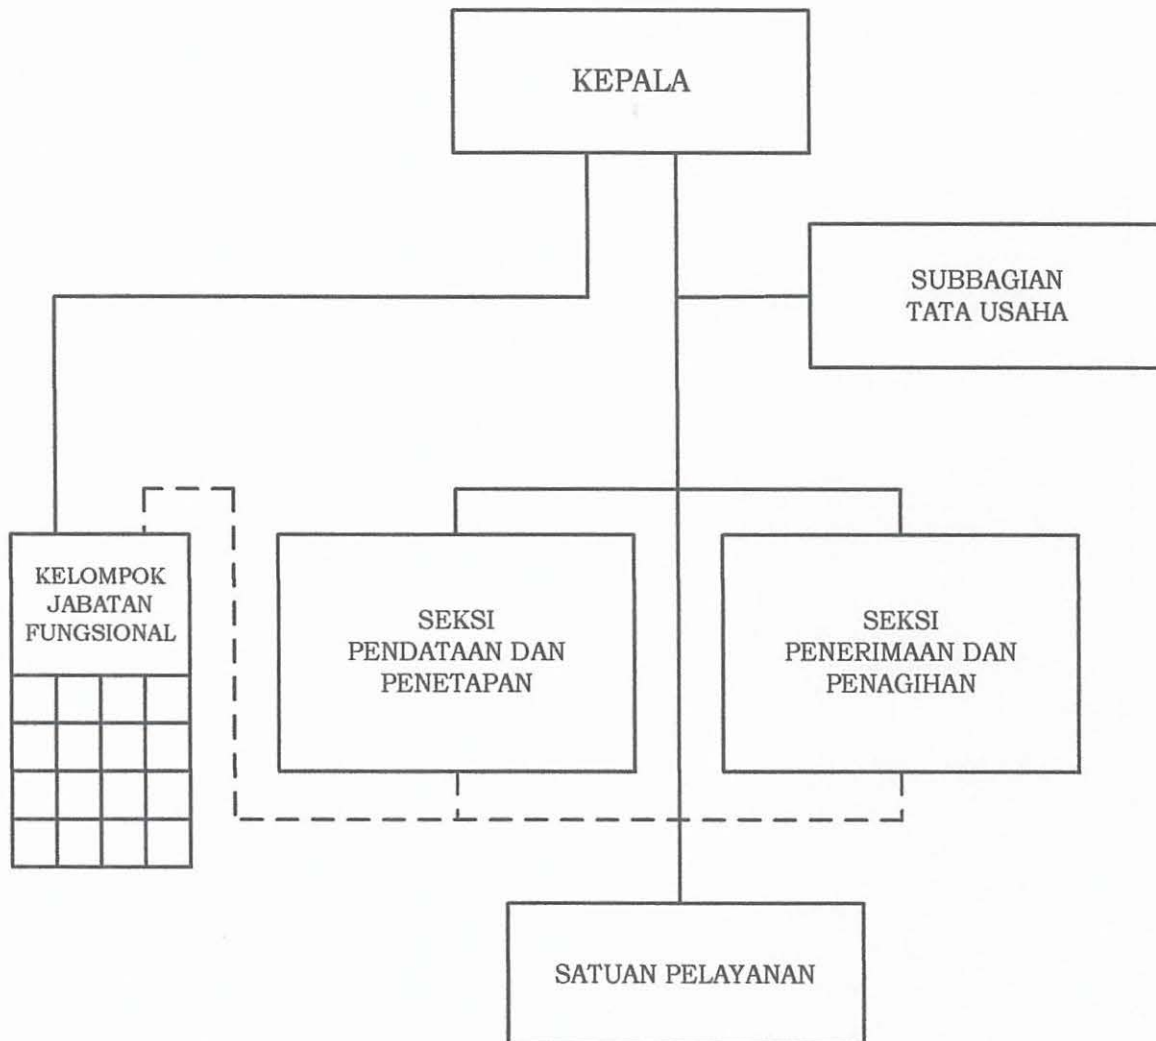 KEPALA
SUBBAGIAN
TATA USAHA
KELOMPOK
JABATAN
FUNGSIONAL
SEKSI
PENDATAAN DAN
PENETAPAN
SEKSI
PENERIMAAN DAN
PENAGIHAN
SATUAN PELAYANAN